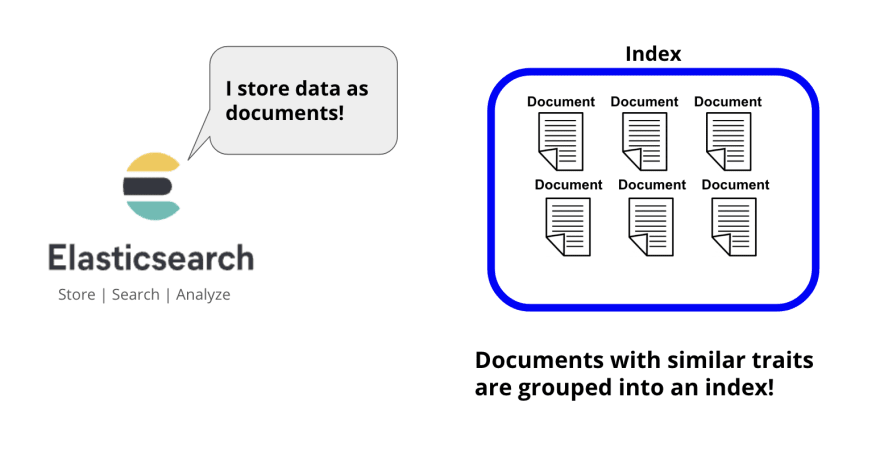 I store data as
documents!
Elasticsearch
Store | Search | Analyze
Index
Document Document Document
Document Document Document
Documents with similar traits
are grouped into an index!